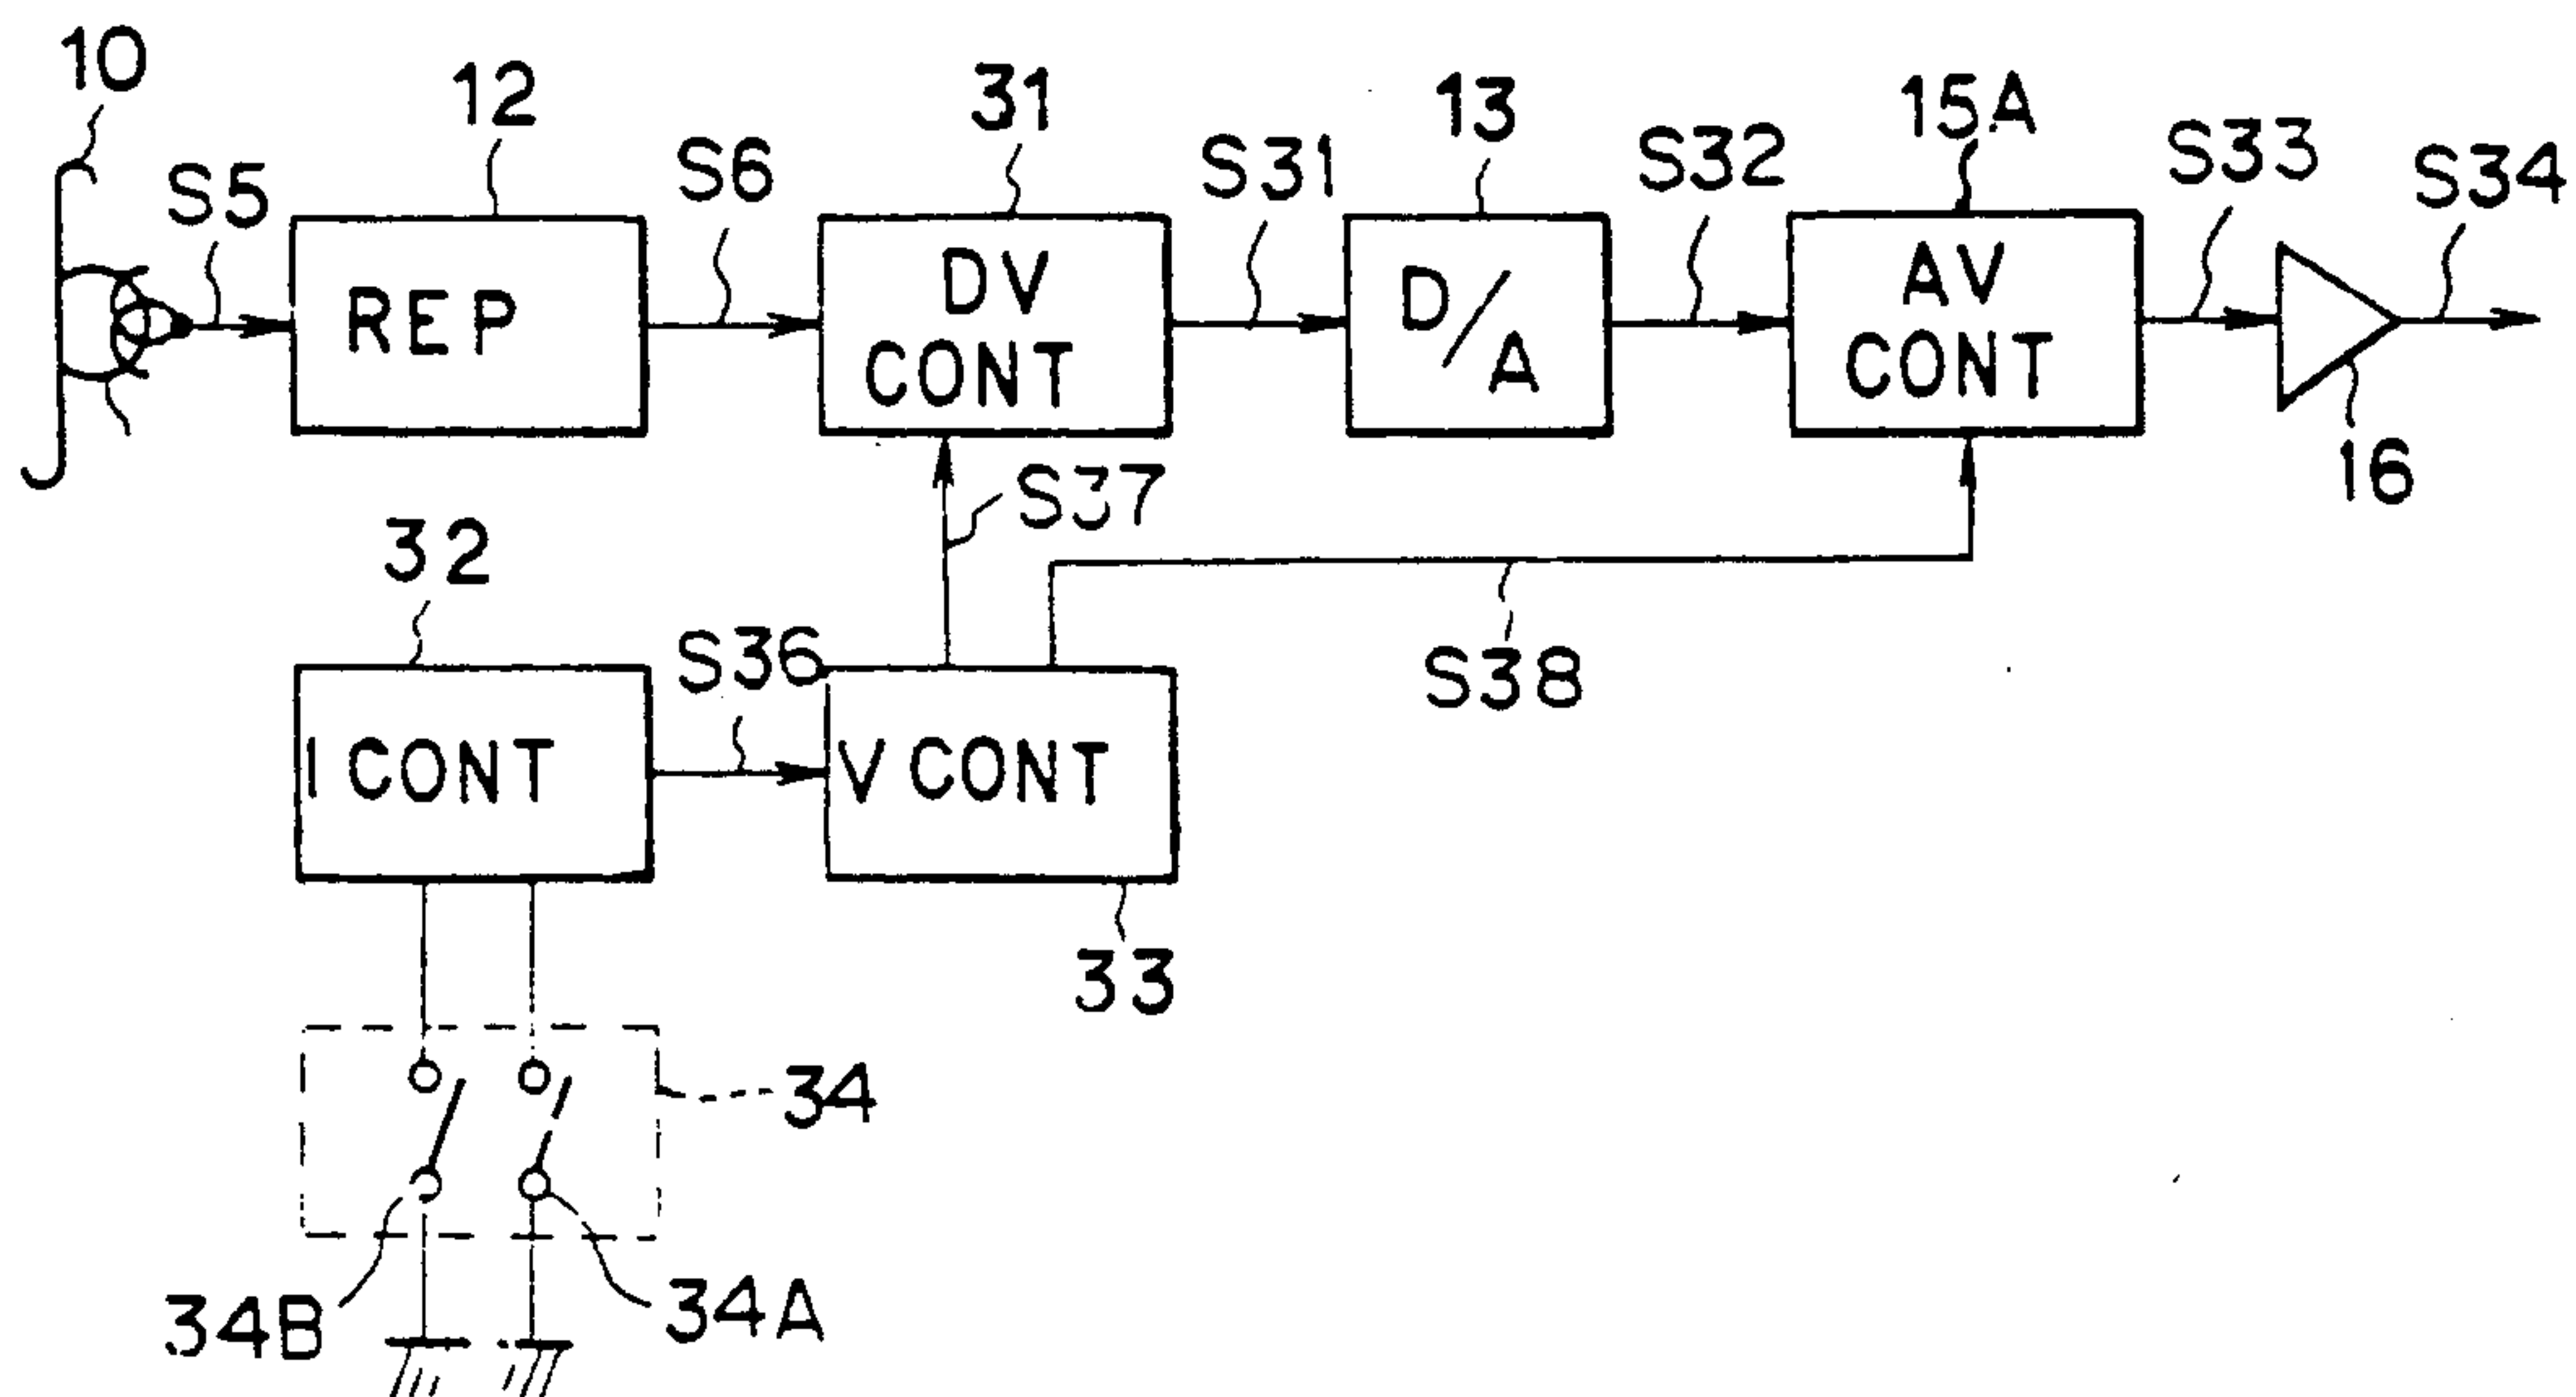 10
12
31
13
15A
S5
S6
S31
S32
S33
S34
REP
DV
CONT
D/A
AV
CONT
16
S37
32
S36
S38
I CONT
V CONT
33
34
34B
34A